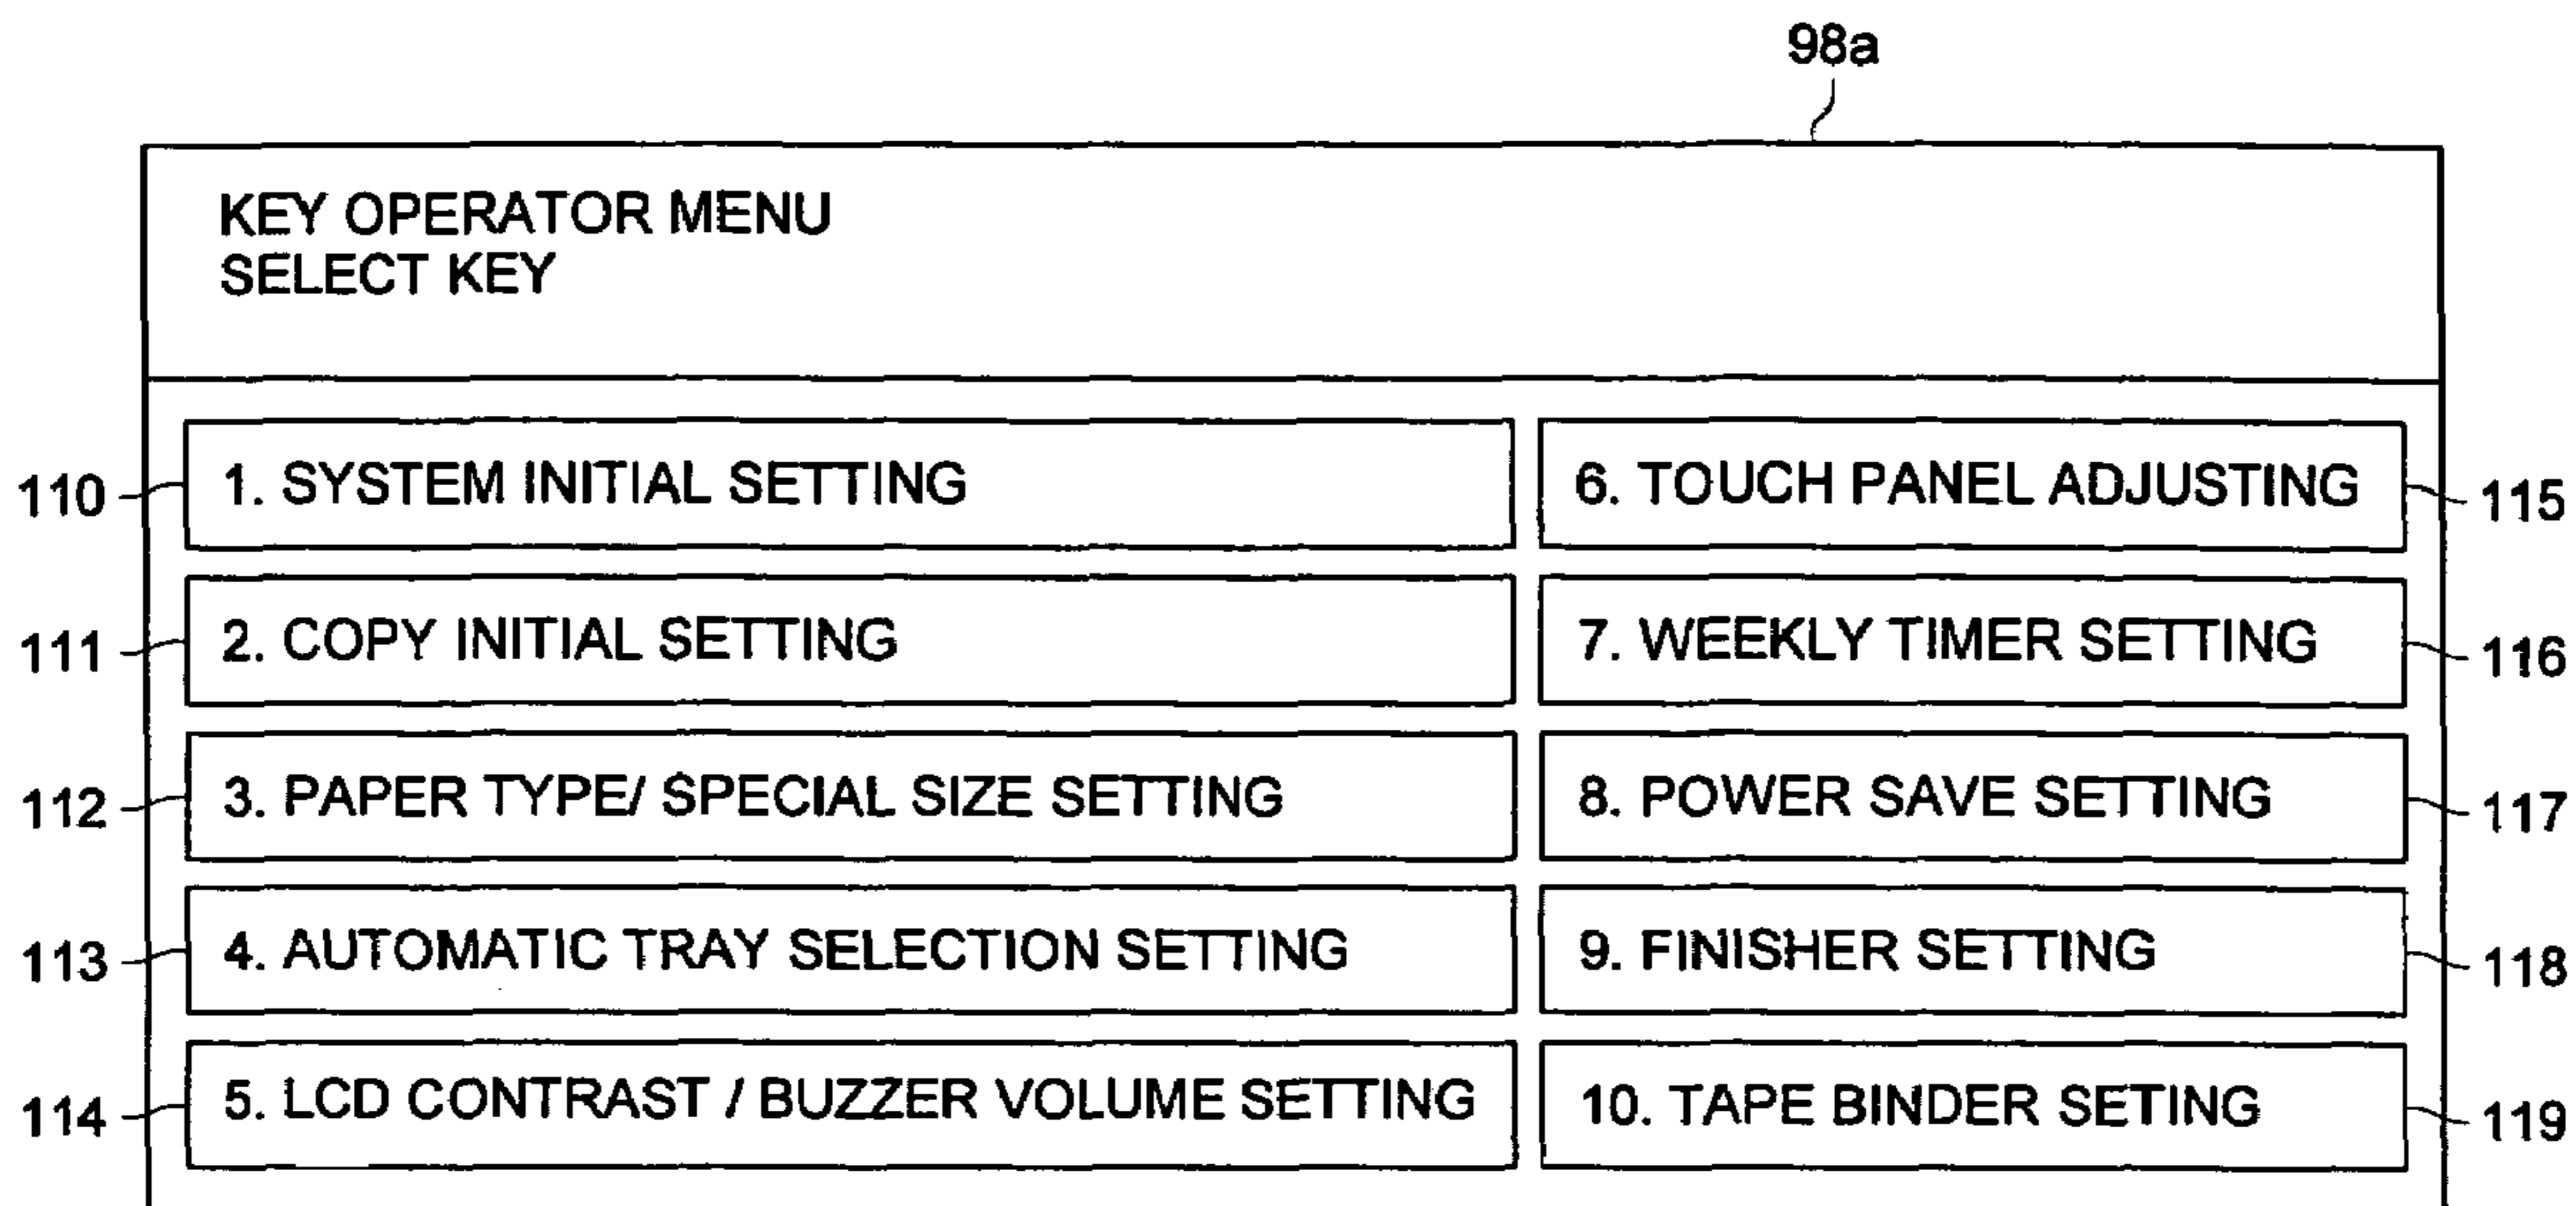 98a
KEY OPERATOR MENU
SELECT KEY
110 1. SYSTEM INITIAL SETTING 6. TOUCH PANEL ADJUSTING 115
111 2. COPY INITIAL SETTING 7. WEEKLY TIMER SETTING 116
112 3. PAPER TYPE/ SPECIAL SIZE SETTING 8. POWER SAVE SETTING 117
113 4. AUTOMATIC TRAY SELECTION SETTING 9. FINISHER SETTING 118
114 5. LCD CONTRAST / BUZZER VOLUME SETTING 10. TAPE BINDER SETING 119